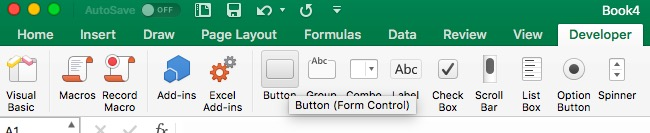 AutoSave OFF Book4
Home Insert Draw Page Layout Formulas Data Review View Developer
Abc Abc
Visual Basic Macros Record Macro Add-ins Excel Add-ins Button Group Combo Label Check Box Scroll Bar List Box Option Button Spinner
Button (Form Control)
A1 fx